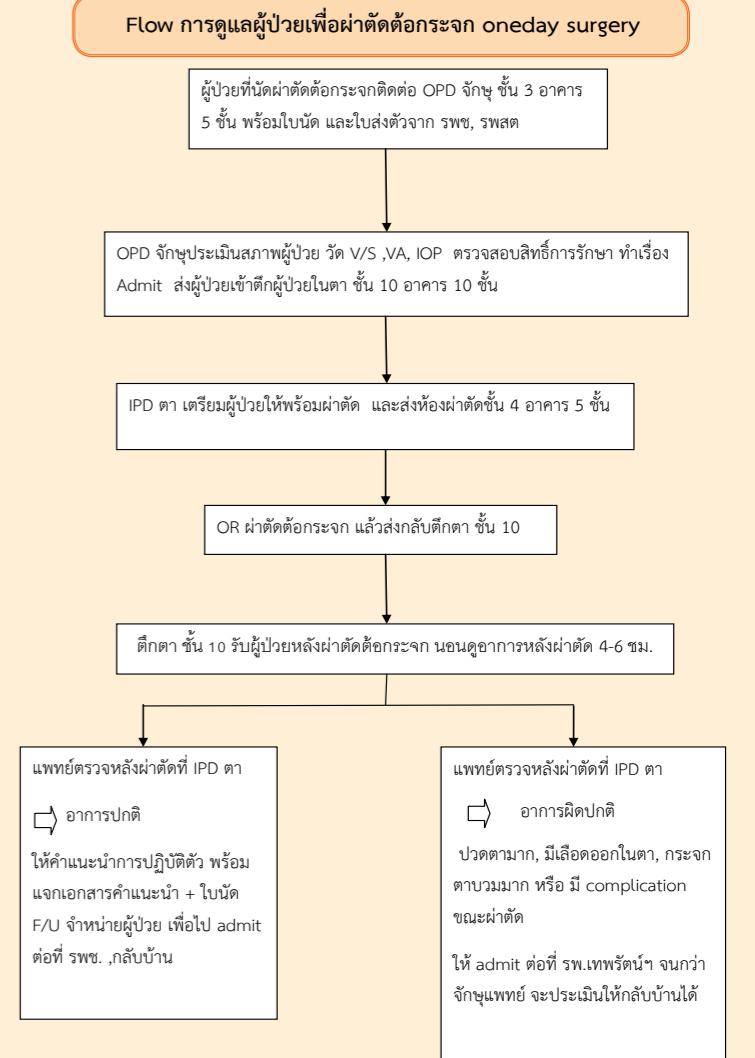 Flow การดูแลผู้ป่วยเพื่อผ่าตัดต้อกระจก oneday surgery
ผู้ป่วยที่นัดผ่าตัดต้อกระจกติดต่อ OPD จักษุ ชั้น 3 อาคาร
5 ชั้น พร้อมใบนัด และใบส่งตัวจาก รพช, รพสต
OPD จักษุประเมินสภาพผู้ป่วย วัด V/S ,VA, IOP ตรวจสอบสิทธิ์การรักษา ทำเรื่อง
Admit ส่งผู้ป่วยเข้าตึกผู้ป่วยในตา ชั้น 10 อาคาร 10 ชั้น
IPD ตา เตรียมผู้ป่วยให้พร้อมผ่าตัด และส่งห้องผ่าตัดชั้น 4 อาคาร 5 ชั้น
OR ผ่าตัดต้อกระจก แล้วส่งกลับตึกตา ชั้น 10
ตึกตา ชั้น 10 รับผู้ป่วยหลังผ่าตัดต้อกระจก นอนดูอาการหลังผ่าตัด 4-6 ชม.
แพทย์ตรวจหลังผ่าตัดที่ IPD ตา
อาการปกติ
ให้คำแนะนำการปฏิบัติตัว พร้อม
แจกเอกสารคำแนะนำ + ใบนัด
F/U จำหน่ายผู้ป่วย เพื่อไป admit
ต่อที่ รพช. ,กลับบ้าน
แพทย์ตรวจหลังผ่าตัดที่ IPD ตา
อาการผิดปกติ
ปวดตามาก, มีเลือดออกในตา, กระจก
ตาบวมมาก หรือ มี complication
ขณะผ่าตัด
ให้ admit ต่อที่ รพ.เทพรัตน์ฯ จนกว่า
จักษุแพทย์ จะประเมินให้กลับบ้านได้